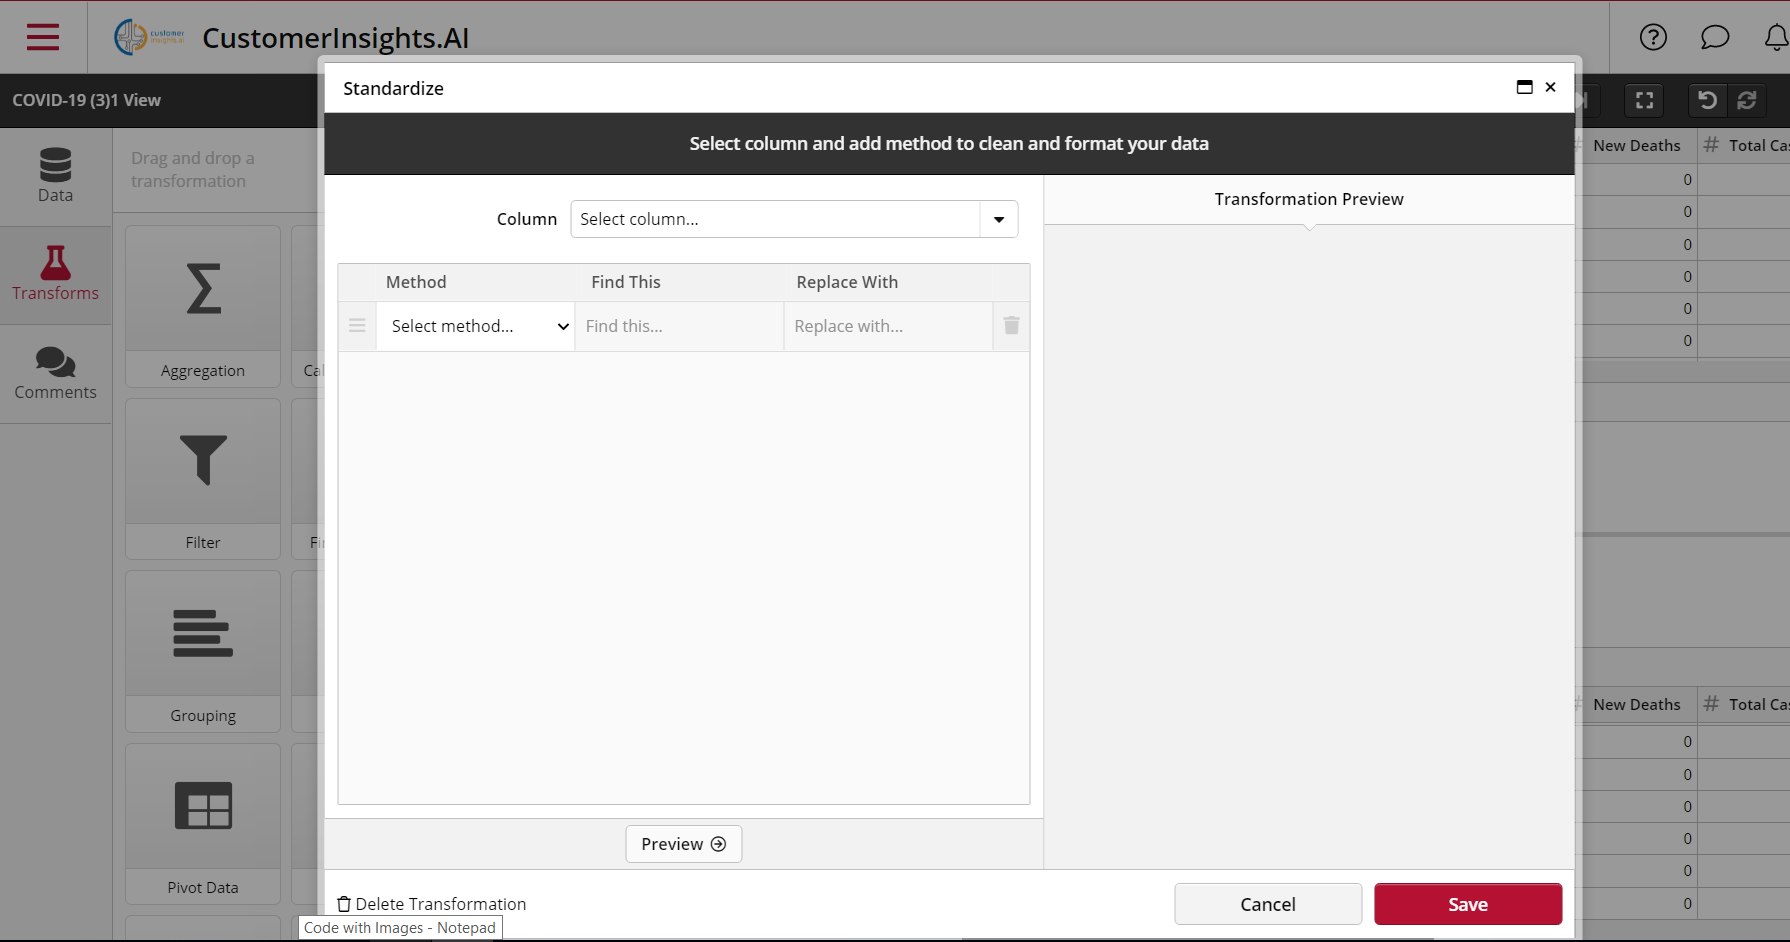 customer
insights.ai
CustomerInsights.AI
COVID-19 (3)1 View
Standardize
Select column and add method to clean and format your data
Data
Transforms
Comments
Drag and drop a
transformation
Aggregation
Cal
Filter
Fi
Grouping
Pivot Data
Column
Select column...
Method Find This Replace With
Select method... Find this... Replace with...
Preview
Transformation Preview
Delete Transformation
Cancel
Save
Code with Images - Notepad
# New Deaths # Total Ca
0
0
0
0
0
0
# New Deaths # Total Ca
0
0
0
0
0
0